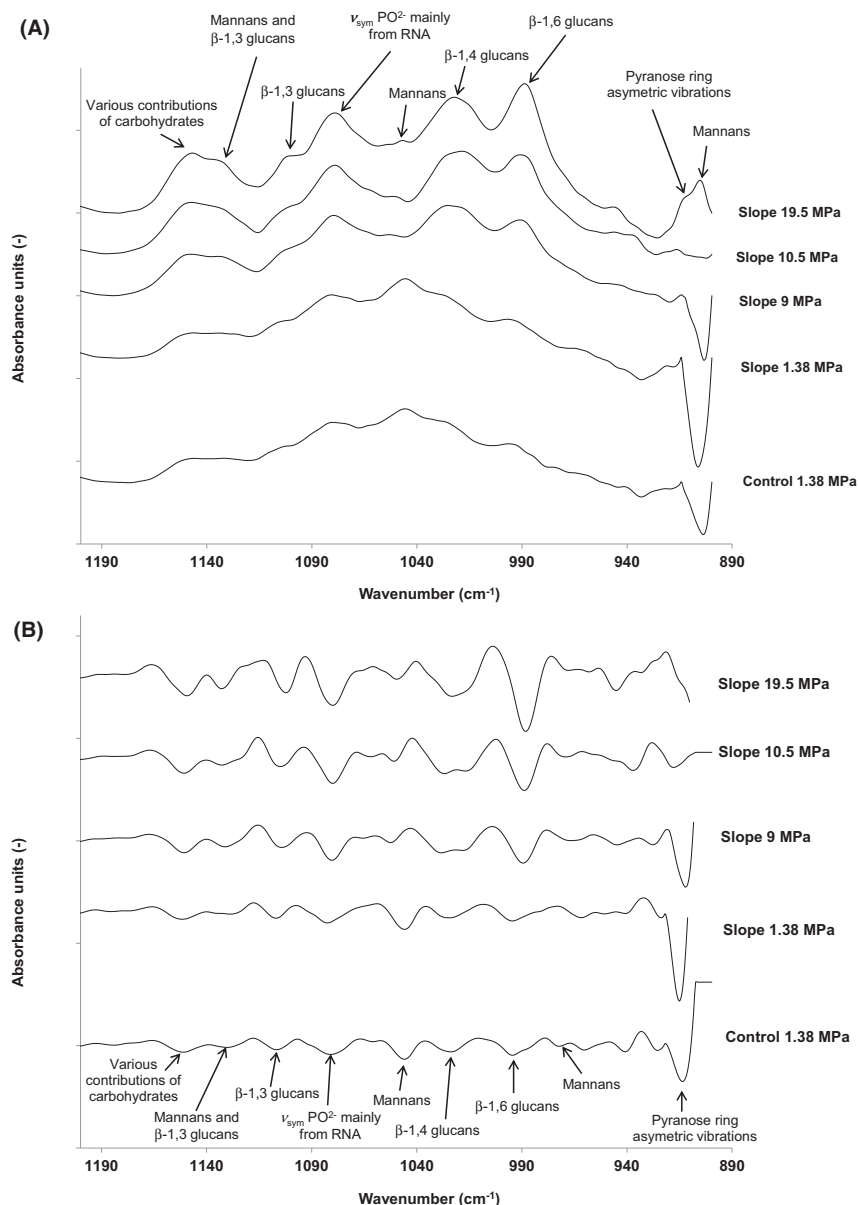 (A)
Mannans and
β-1,3 glucans
νsym PO²⁻ mainly
from RNA
β-1,4 glucans
β-1,6 glucans
Various contributions
of carbohydrates
β-1,3 glucans
Mannans
Pyranose ring
asymetric vibrations
Mannans
Slope 19.5 MPa
Slope 10.5 MPa
Slope 9 MPa
Slope 1.38 MPa
Control 1.38 MPa
Absorbance units (-)
1190 1140 1090 1040 990 940 890
Wavenumber (cm⁻¹)
(B)
Slope 19.5 MPa
Slope 10.5 MPa
Slope 9 MPa
Slope 1.38 MPa
Control 1.38 MPa
Absorbance units (-)
Various
contributions of
carbohydrates
Mannans and
β-1,3 glucans
β-1,3 glucans
νsym PO²⁻ mainly
from RNA
Mannans
β-1,4 glucans
β-1,6 glucans
Mannans
Pyranose ring
asymetric vibrations
1190 1140 1090 1040 990 940 890
Wavenumber (cm⁻¹)